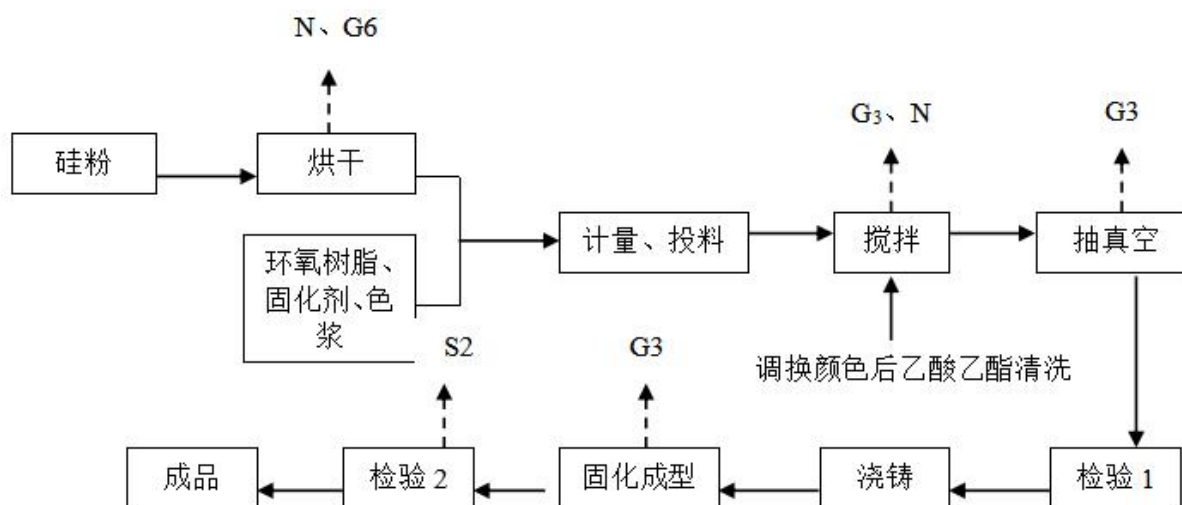 N、G6
G₃、N
G3
硅粉
烘干
计量、投料
搅拌
抽真空
环氧树脂、
固化剂、色
浆
S2
G3
调换颜色后乙酸乙酯清洗
成品
检验 2
固化成型
浇铸
检验 1